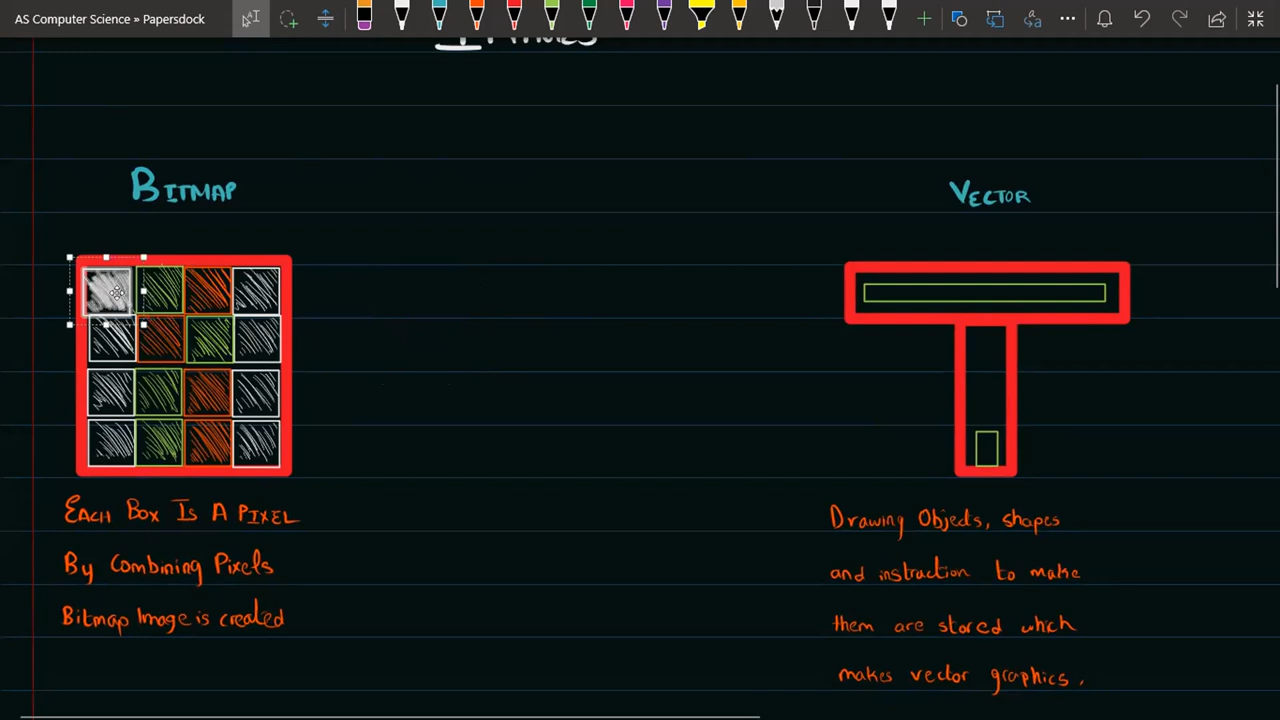 AS Computer Science » Papersdock
BITMAP
VECTOR
EACH BOX IS A PIXEL
By Combining Pixels
Bitmap Image is created
Drawing Objects, shapes
and instruction to make
them are stored which
makes vector graphics.